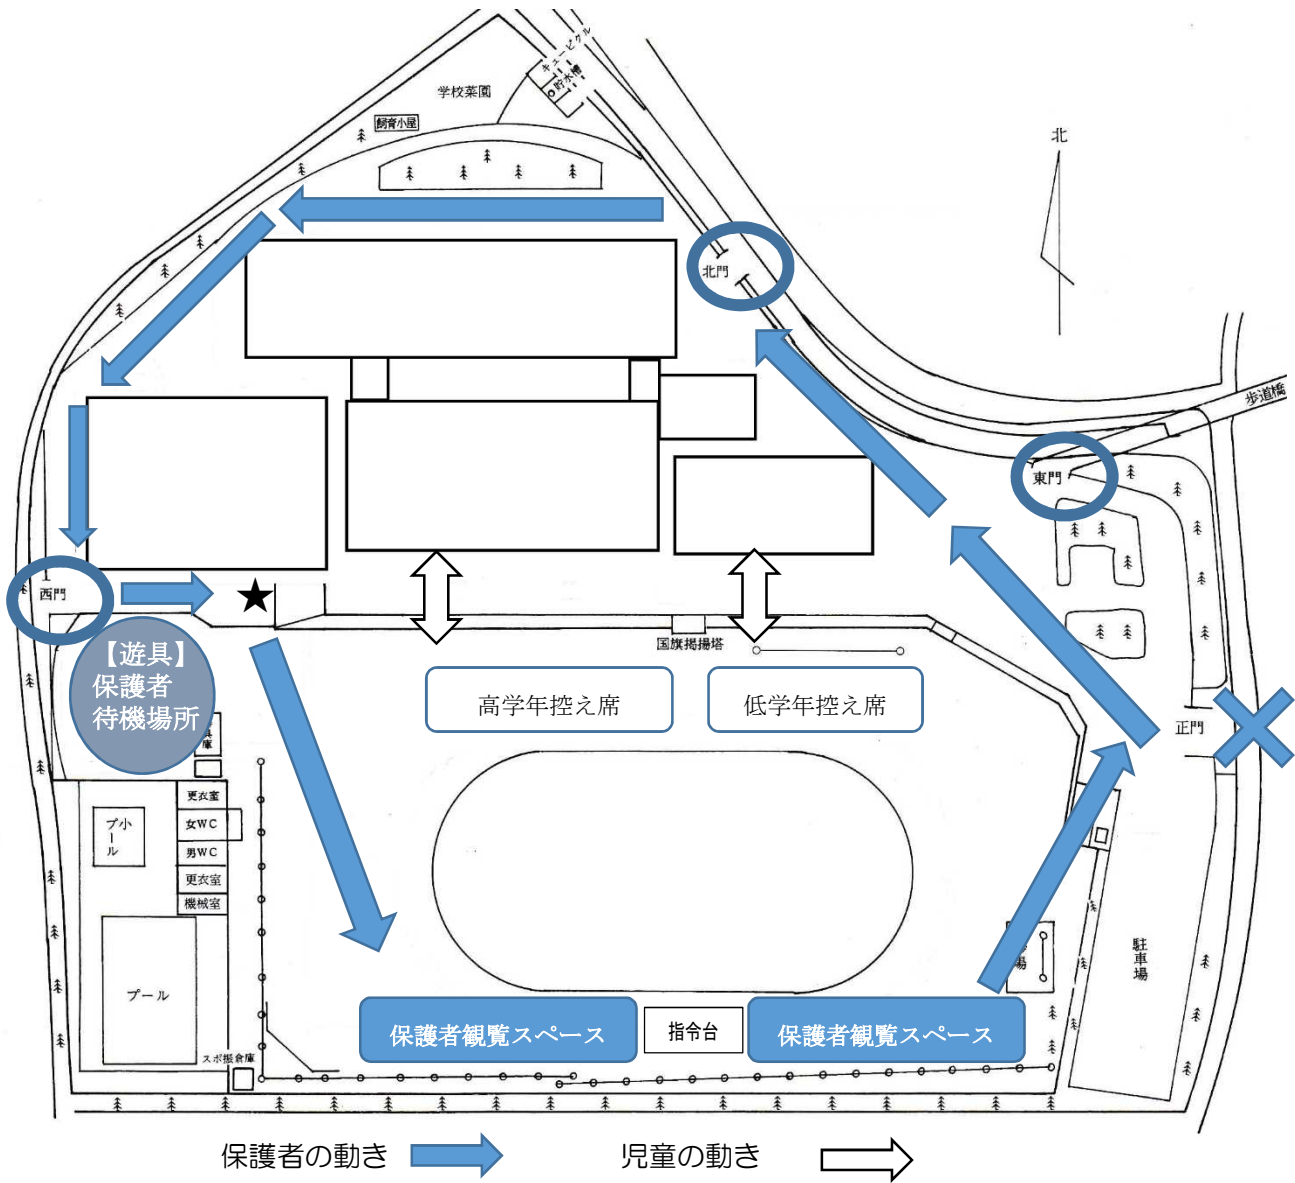 キュービクル
貯水槽
学校菜園
飼育小屋
北
北門
歩道橋
東門
西門
【遊具】
保護者
待機場所
国旗掲揚塔
高学年控え席
低学年控え席
正門
庫
更衣室
女WC
男WC
更衣室
機械室
小プール
プール
駐車場
場
保護者観覧スペース
指令台
保護者観覧スペース
スポ振倉庫
保護者の動き
児童の動き